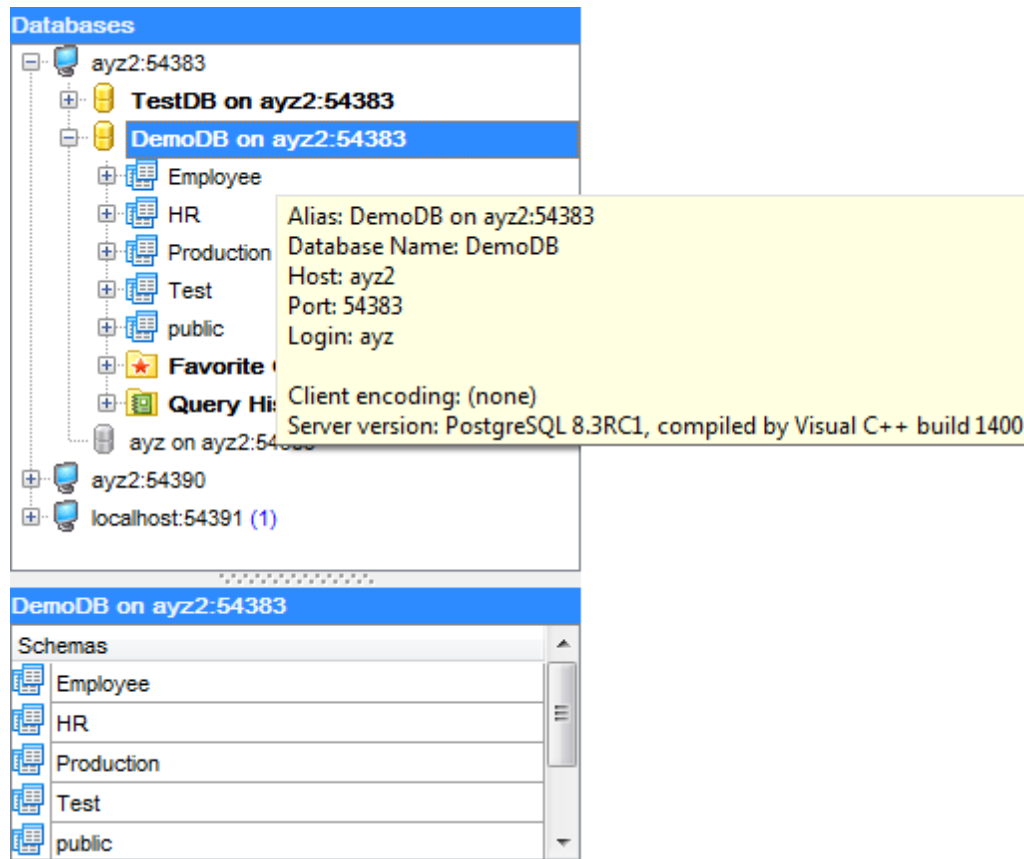 Databases
ayz2:54383
TestDB on ayz2:54383
DemoDB on ayz2:54383
Employee
HR
Production
Test
public
Favorite
Query
ayz on
ayz2:54390
localhost:54391 (1)
Alias: DemoDB on ayz2:54383
Database Name: DemoDB
Host: ayz2
Port: 54383
Login: ayz
Client encoding: (none)
Server version: PostgreSQL 8.3RC1, compiled by Visual C++ build 1400
DemoDB on ayz2:54383
Schemas
Employee
HR
Production
Test
public